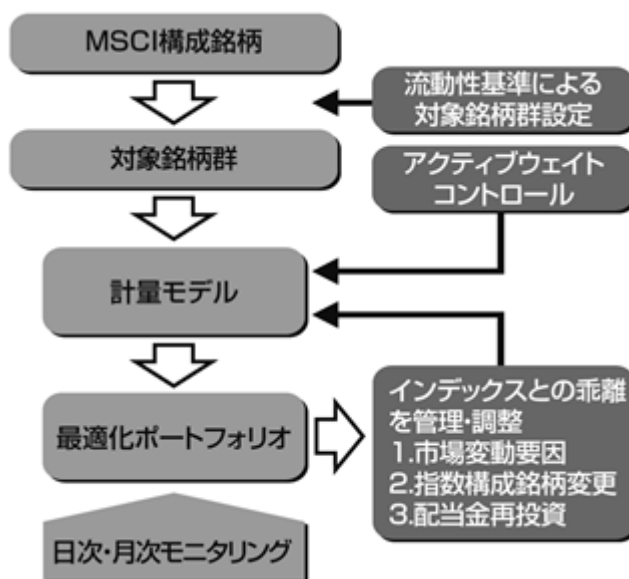 MSCI構成銘柄
流動性基準による
対象銘柄群設定
対象銘柄群
アクティブウェイト
コントロール
計量モデル
最適化ポートフォリオ
インデックスとの乖離
を管理・調整
1.市場変動要因
2.指数構成銘柄変更
3.配当金再投資
日次・月次モニタリング